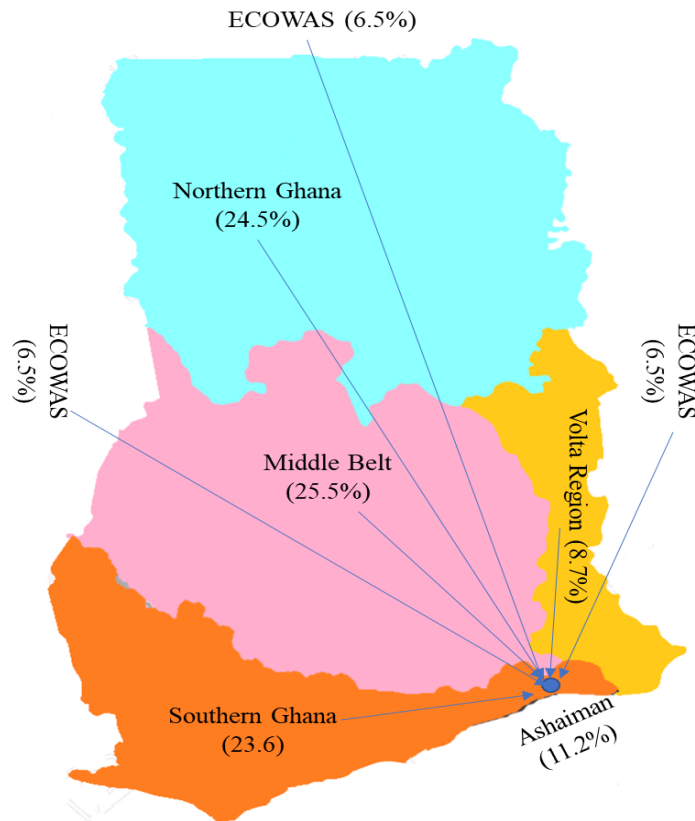 ECOWAS (6.5%)
Northern Ghana
(24.5%)
ECOWAS
(6.5%)
ECOWAS
(6.5%)
Middle Belt
(25.5%)
Volta Region (8.7%)
Southern Ghana
(23.6)
Ashaiman
(11.2%)